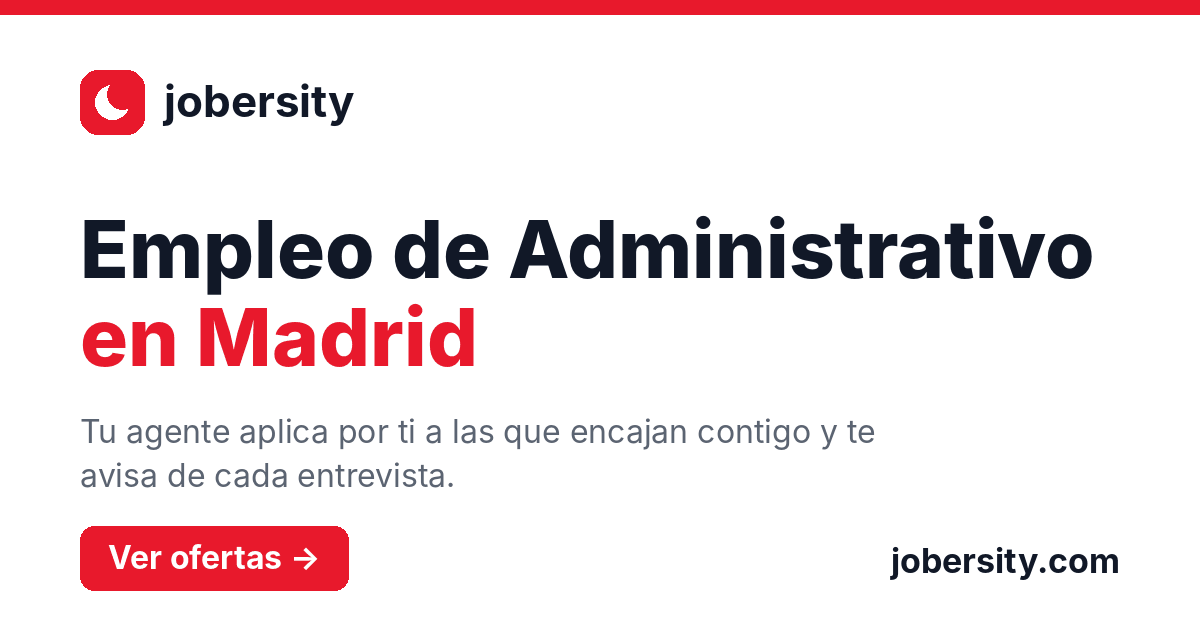 jobersity
Empleo de Administrativo
en Madrid
Tu agente aplica por ti a las que encajan contigo y te
avisa de cada entrevista.
Ver ofertas →
jobersity.com